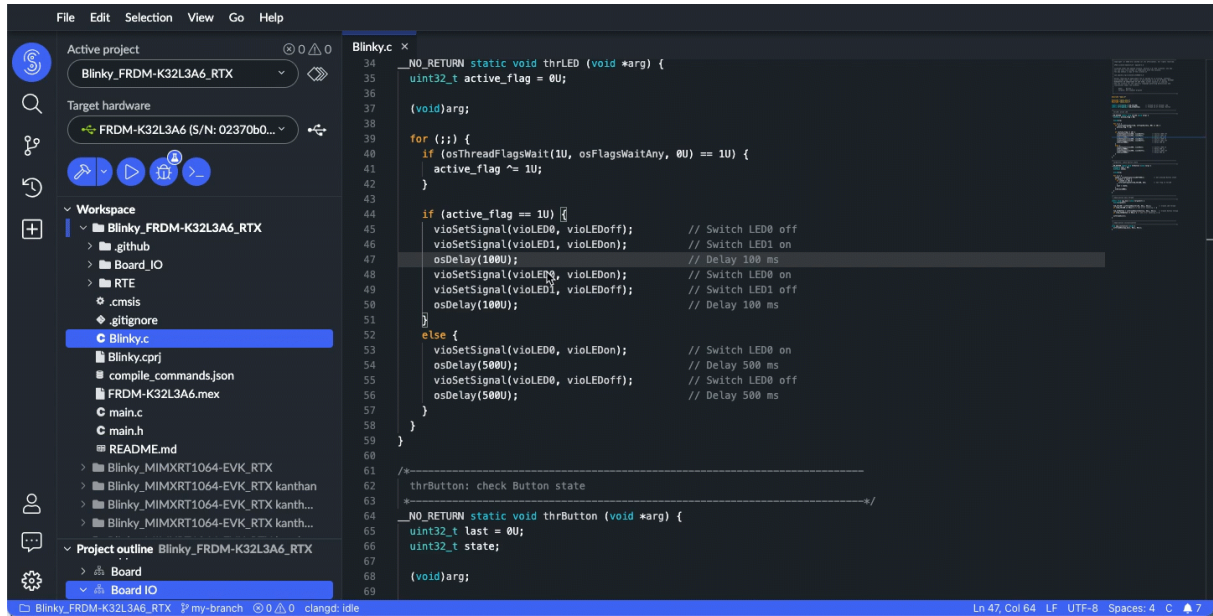 File Edit Selection View Go Help
Active project 0 0
Blinky_FRDM-K32L3A6_RTX
Target hardware
FRDM-K32L3A6 (S/N: 02370b0...
Workspace
Blinky_FRDM-K32L3A6_RTX
.github
Board_IO
RTE
.cmsis
.gitignore
C Blinky.c
Blinky.cprj
compile_commands.json
FRDM-K32L3A6.mex
C main.c
C main.h
README.md
Blinky_MIMXRT1064-EVK_RTX
Blinky_MIMXRT1064-EVK_RTX kanthan
Blinky_MIMXRT1064-EVK_RTX kanth...
Blinky_MIMXRT1064-EVK_RTX kanth...
Project outline Blinky_FRDM-K32L3A6_RTX
Board
Board IO
Blinky.c ×
34 __NO_RETURN static void thrLED (void *arg) {
35 uint32_t active_flag = 0U;
36
37 (void)arg;
38
39 for (;;) {
40 if (osThreadFlagsWait(1U, osFlagsWaitAny, 0U) == 1U) {
41 active_flag ^= 1U;
42 }
43
44 if (active_flag == 1U) {
45 vioSetSignal(vioLED0, vioLEDoff); // Switch LED0 off
46 vioSetSignal(vioLED1, vioLEDon); // Switch LED1 on
47 osDelay(100U); // Delay 100 ms
48 vioSetSignal(vioLED0, vioLEDon); // Switch LED0 on
49 vioSetSignal(vioLED1, vioLEDoff); // Switch LED1 off
50 osDelay(100U); // Delay 100 ms
51 }
52 else {
53 vioSetSignal(vioLED0, vioLEDon); // Switch LED0 on
54 osDelay(500U); // Delay 500 ms
55 vioSetSignal(vioLED0, vioLEDoff); // Switch LED0 off
56 osDelay(500U); // Delay 500 ms
57 }
58 }
59 }
60
61 /*---------------------------------------------------------------------------
62 thrButton: check Button state
63 *---------------------------------------------------------------------------*/
64 __NO_RETURN static void thrButton (void *arg) {
65 uint32_t last = 0U;
66 uint32_t state;
67
68 (void)arg;
69
Blinky_FRDM-K32L3A6_RTX my-branch 0 0 clangd: idle Ln 47, Col 64 LF UTF-8 Spaces: 4 C 7